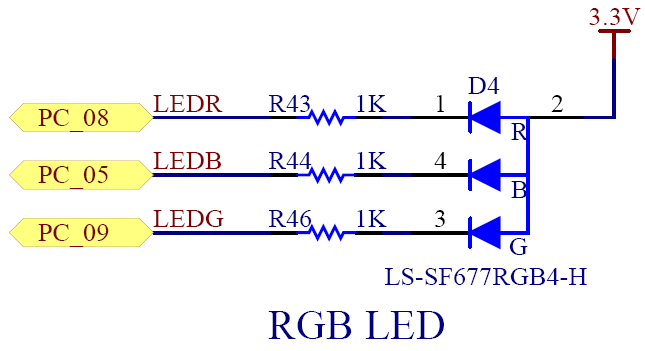 3.3V
D4
PC_08 LEDR R43 1K 1 2
R
PC_05 LEDB R44 1K 4
B
PC_09 LEDG R46 1K 3
G
LS-SF677RGB4-H
RGB LED